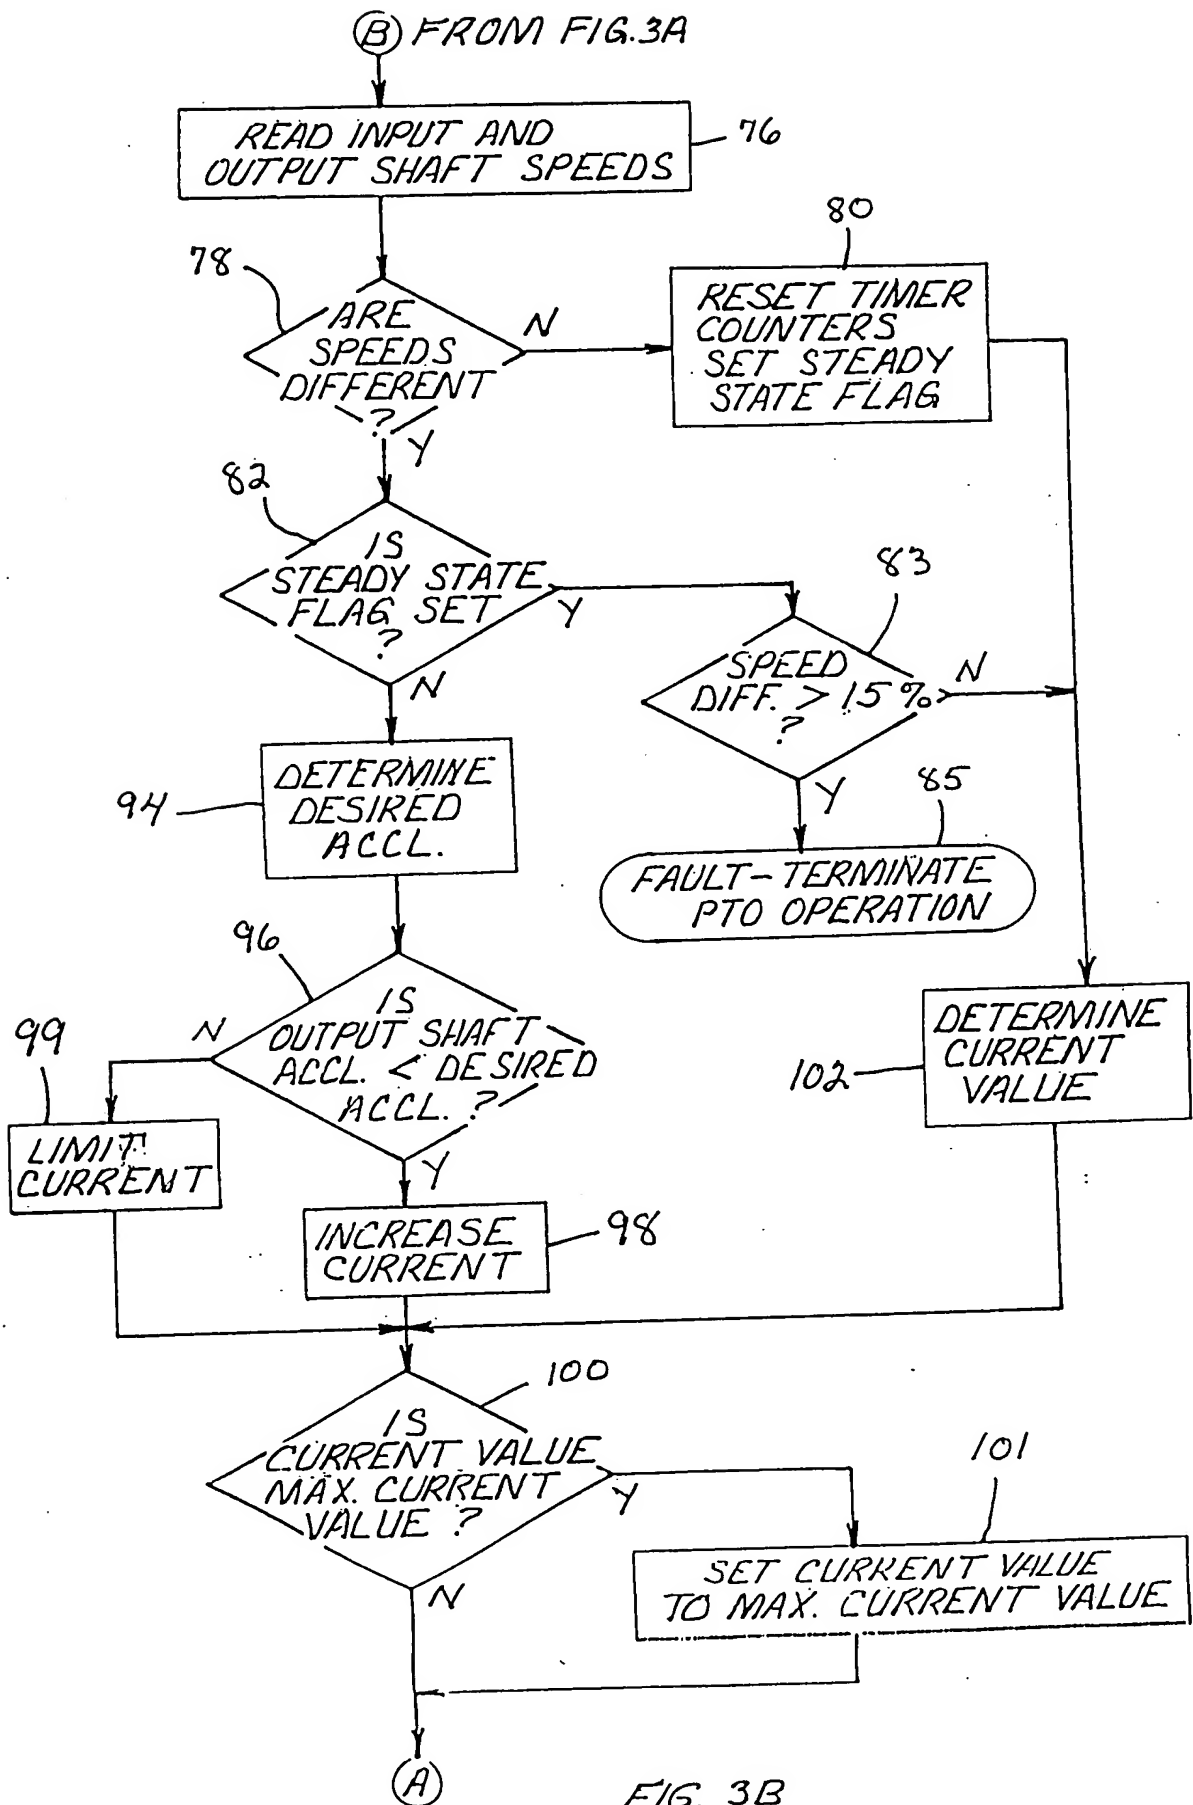 B FROM FIG.3A
READ INPUT AND
OUTPUT SHAFT SPEEDS
76
78
ARE
SPEEDS
DIFFERENT
?
N
Y
80
RESET TIMER
COUNTERS
SET STEADY
STATE FLAG
82
IS
STEADY STATE
FLAG SET
?
Y
N
83
SPEED
DIFF. > 15%
?
N
Y
85
FAULT-TERMINATE
PTO OPERATION
94
DETERMINE
DESIRED
ACCL.
96
IS
OUTPUT SHAFT
ACCL. < DESIRED
ACCL. ?
N
Y
99
LIMIT
CURRENT
INCREASE
CURRENT
98
102
DETERMINE
CURRENT
VALUE
100
IS
CURRENT VALUE
MAX. CURRENT
VALUE ?
Y
N
101
SET CURRENT VALUE
TO MAX. CURRENT VALUE
A
FIG. 3B